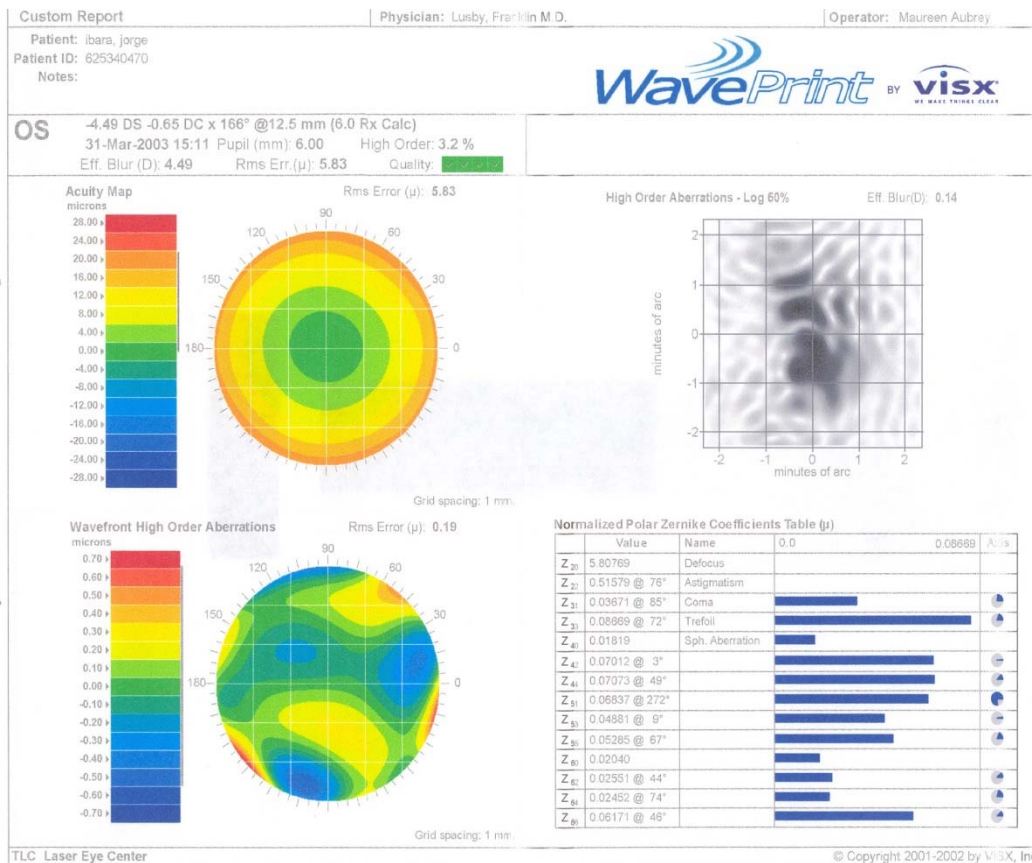 Custom Report Physician: Lusby, Franklin M.D. Operator: Maureen Aubrey
Patient: ibara, jorge
Patient ID: 625340470
Notes:
WavePrint BY VISX
WE MAKE THINGS CLEAR
OS
-4.49 DS -0.65 DC x 166° @12.5 mm (6.0 Rx Calc)
31-Mar-2003 15:11 Pupil (mm): 6.00 High Order: 3.2 %
Eff. Blur (D): 4.49 Rms Err.(µ): 5.83 Quality:
Acuity Map Rms Error (µ): 5.83
microns
28.00
24.00
20.00
16.00
12.00
8.00
4.00
0.00
-4.00
-8.00
-12.00
-16.00
-20.00
-24.00
-28.00
90
120 60
150 30
180 0
Grid spacing: 1 mm.
High Order Aberrations - Log 60% Eff. Blur(D): 0.14
minutes of arc
2
1
0
-1
-2
-2 -1 0 1 2
minutes of arc
Wavefront High Order Aberrations Rms Error (µ): 0.19
microns
0.70
0.60
0.50
0.40
0.30
0.20
0.10
0.00
-0.10
-0.20
-0.30
-0.40
-0.50
-0.60
-0.70
90
120 60
150 30
180 0
Grid spacing: 1 mm.
Normalized Polar Zernike Coefficients Table (µ)
Value Name 0.0 0.08669 Axis
Z20 5.80769 Defocus
Z22 0.51579 @ 76° Astigmatism
Z31 0.03671 @ 85° Coma
Z33 0.08669 @ 72° Trefoil
Z40 0.01819 Sph. Aberration
Z42 0.07012 @ 3°
Z44 0.07073 @ 49°
Z51 0.06837 @ 272°
Z53 0.04881 @ 9°
Z55 0.05285 @ 67°
Z60 0.02040
Z62 0.02551 @ 44°
Z64 0.02452 @ 74°
Z66 0.06171 @ 46°
TLC Laser Eye Center © Copyright 2001-2002 by VISX, Inc